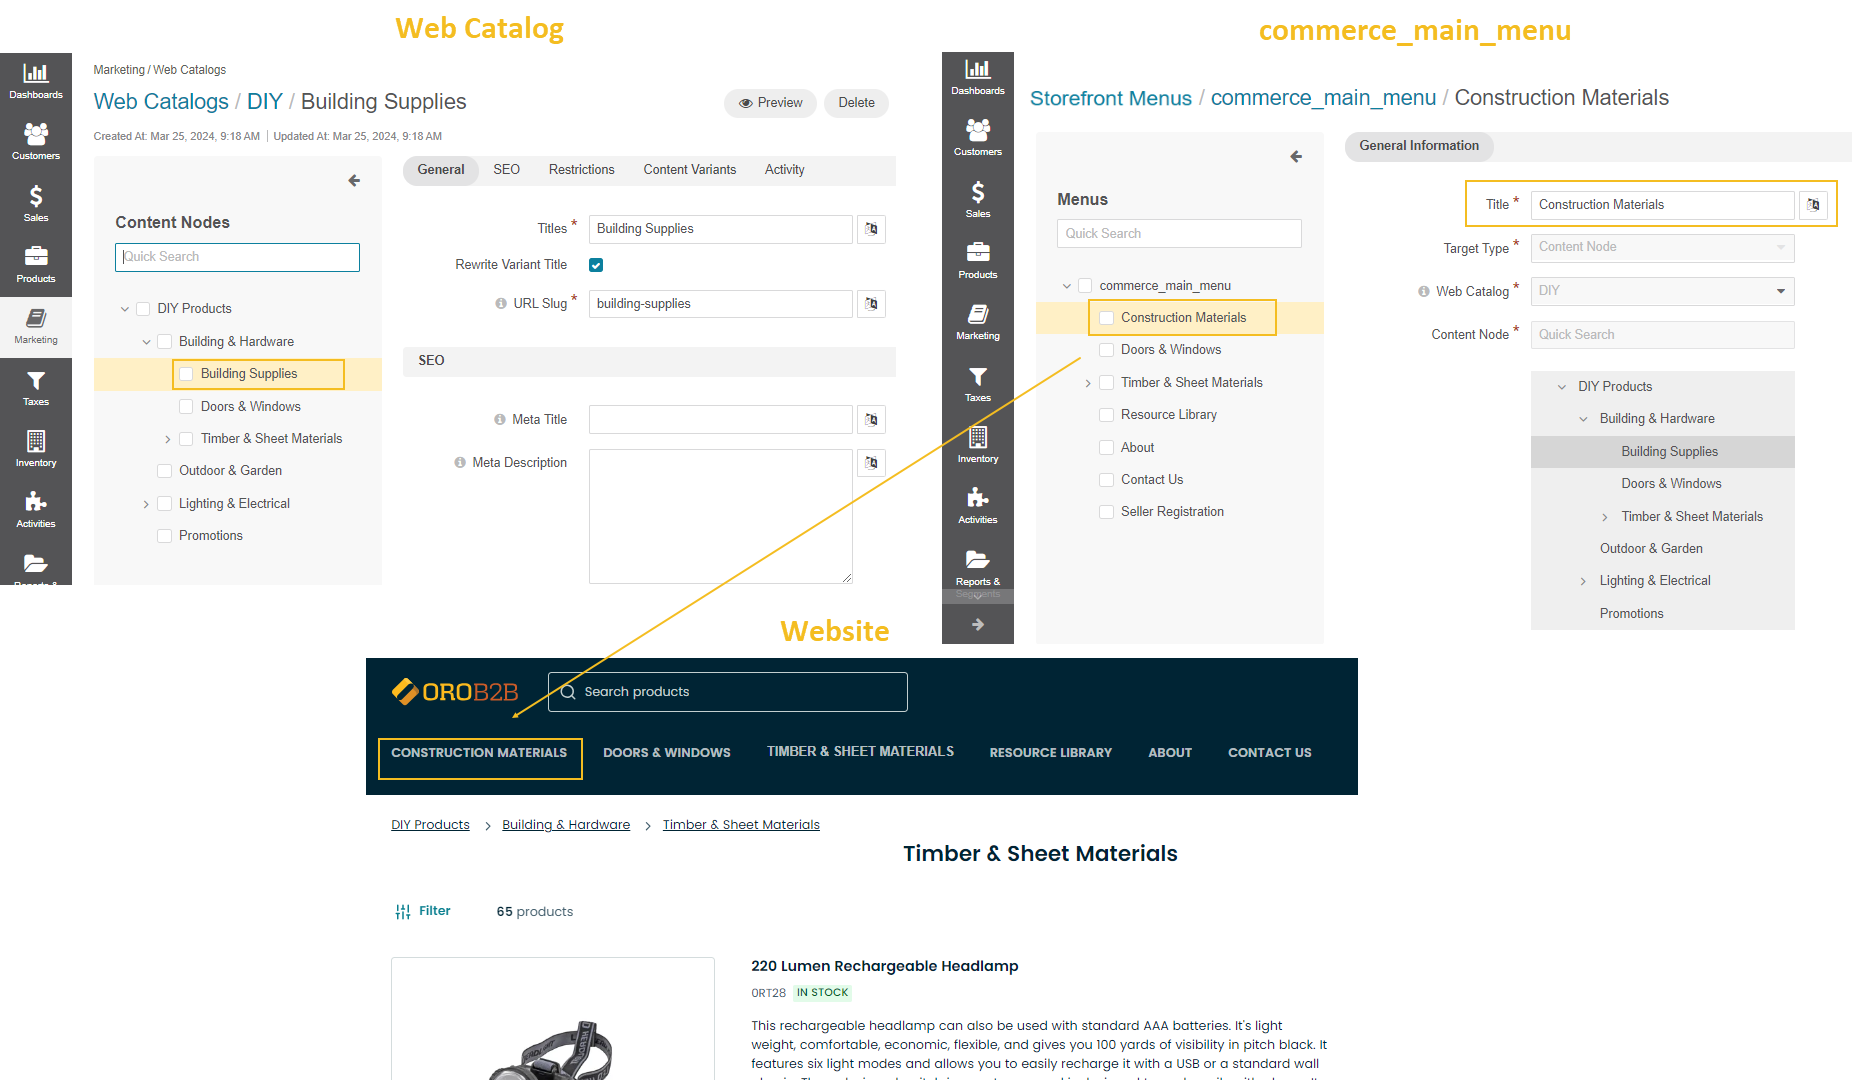 Web Catalog
Dashboards
Customers
Sales
Products
Marketing
Taxes
Inventory
Activities
Marketing / Web Catalogs
Web Catalogs / DIY / Building Supplies
Preview
Delete
Created At: Mar 25, 2024, 9:18 AM | Updated At: Mar 25, 2024, 9:18 AM
Content Nodes
Quick Search
DIY Products
Building & Hardware
Building Supplies
Doors & Windows
Timber & Sheet Materials
Outdoor & Garden
Lighting & Electrical
Promotions
General SEO Restrictions Content Variants Activity
Titles * Building Supplies
Rewrite Variant Title
URL Slug * building-supplies
SEO
Meta Title
Meta Description
commerce_main_menu
Dashboards
Customers
Sales
Products
Marketing
Taxes
Inventory
Activities
Reports &
Segments
Storefront Menus / commerce_main_menu / Construction Materials
Menus
Quick Search
commerce_main_menu
Construction Materials
Doors & Windows
Timber & Sheet Materials
Resource Library
About
Contact Us
Seller Registration
General Information
Title * Construction Materials
Target Type * Content Node
Web Catalog * DIY
Content Node * Quick Search
DIY Products
Building & Hardware
Building Supplies
Doors & Windows
Timber & Sheet Materials
Outdoor & Garden
Lighting & Electrical
Promotions
Website
OROB2B
Search products
CONSTRUCTION MATERIALS DOORS & WINDOWS TIMBER & SHEET MATERIALS RESOURCE LIBRARY ABOUT CONTACT US
DIY Products > Building & Hardware > Timber & Sheet Materials
Timber & Sheet Materials
Filter 65 products
220 Lumen Rechargeable Headlamp
0RT28 IN STOCK
This rechargeable headlamp can also be used with standard AAA batteries. It's light
weight, comfortable, economic, flexible, and gives you 100 yards of visibility in pitch black. It
features six light modes and allows you to easily recharge it with a USB or a standard wall